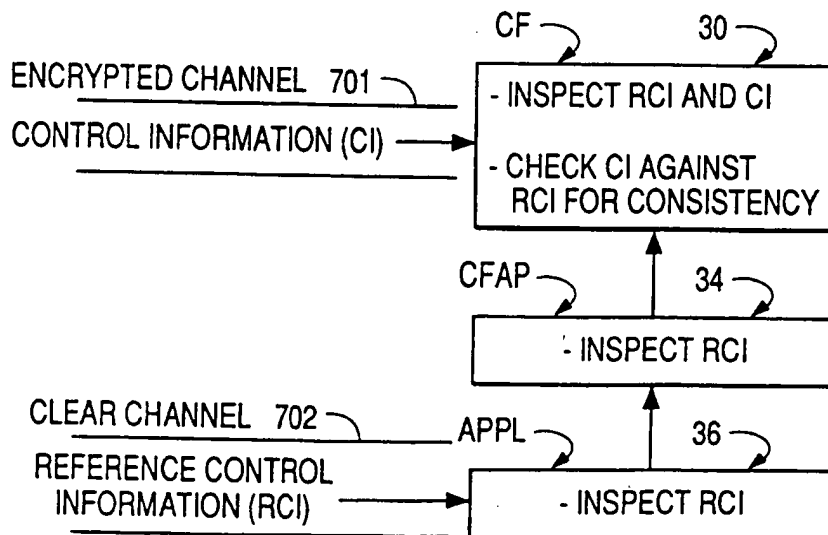 CF 30
ENCRYPTED CHANNEL 701
- INSPECT RCI AND CI
CONTROL INFORMATION (CI)
- CHECK CI AGAINST
RCI FOR CONSISTENCY
CFAP 34
- INSPECT RCI
CLEAR CHANNEL 702
APPL 36
REFERENCE CONTROL
INFORMATION (RCI)
- INSPECT RCI